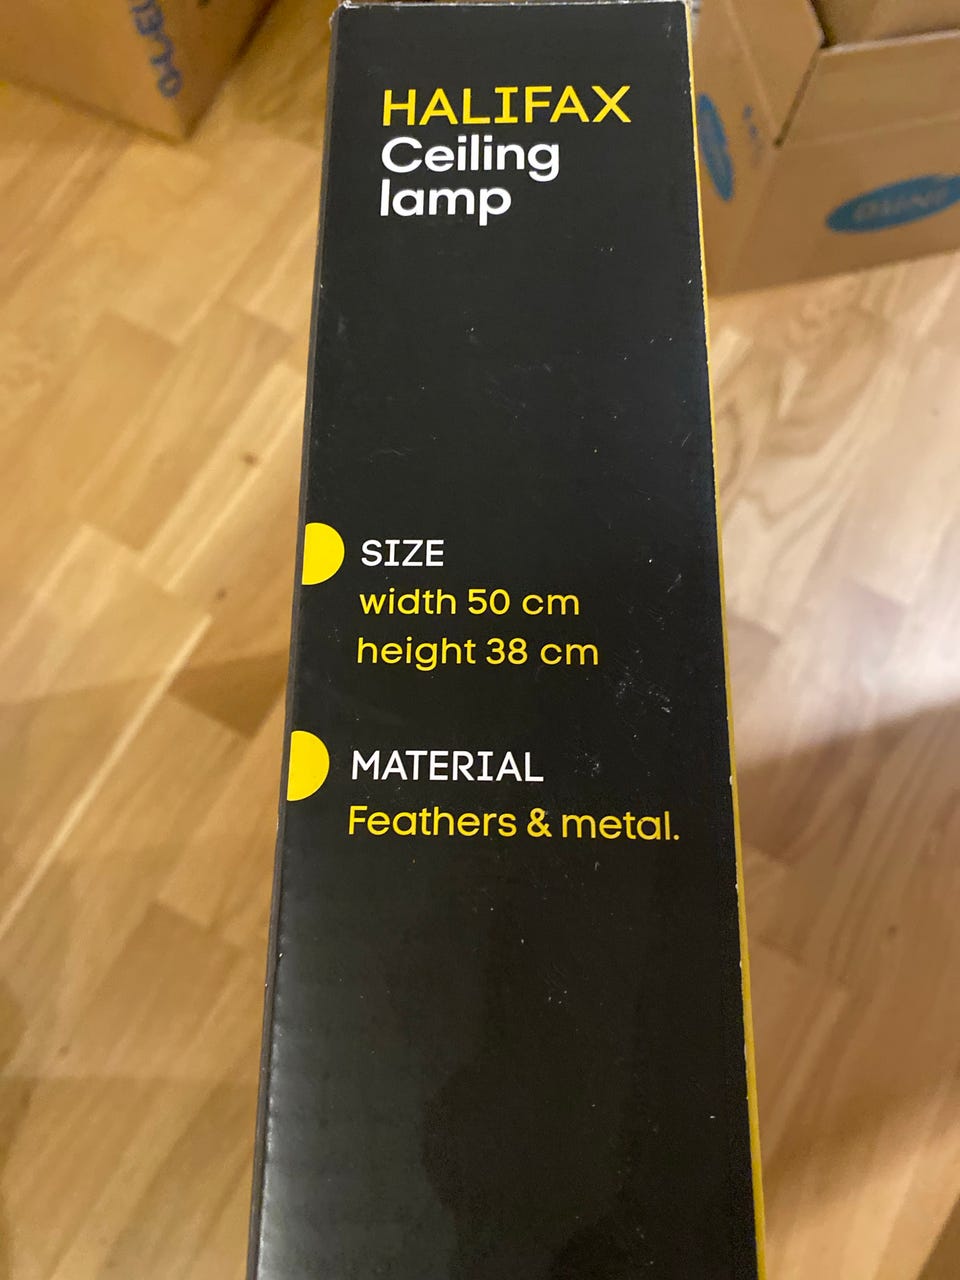 HALIFAX
Ceiling
lamp
SIZE
width 50 cm
height 38 cm
MATERIAL
Feathers & metal.